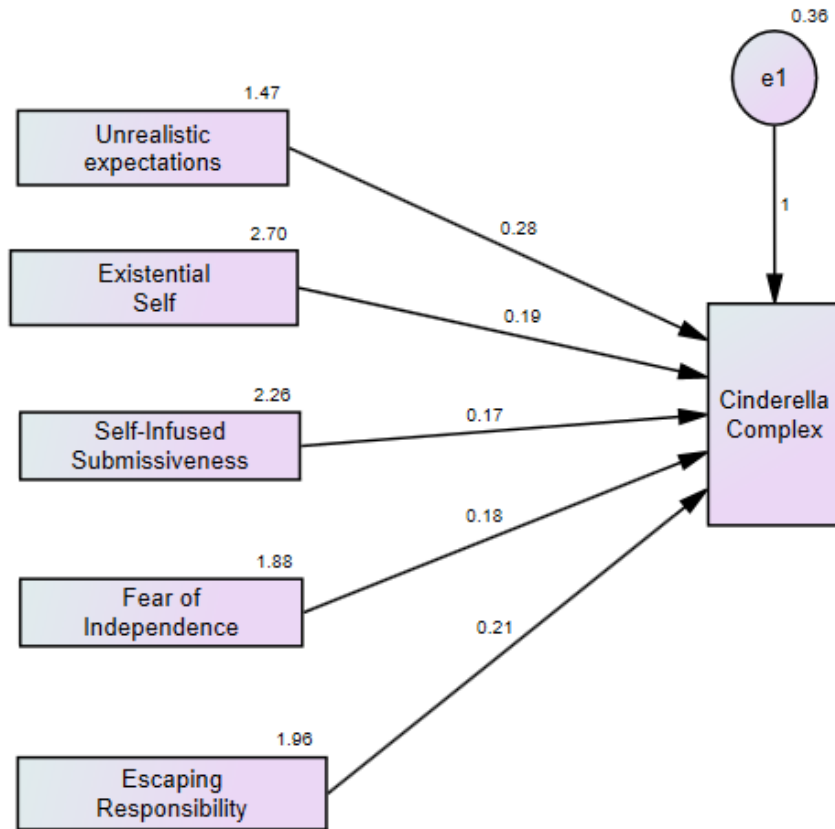 0.36
e1
1
1.47
Unrealistic
expectations
0.28
2.70
Existential
Self
0.19
2.26
Self-Infused
Submissiveness
0.17
Cinderella
Complex
1.88
Fear of
Independence
0.18
1.96
Escaping
Responsibility
0.21